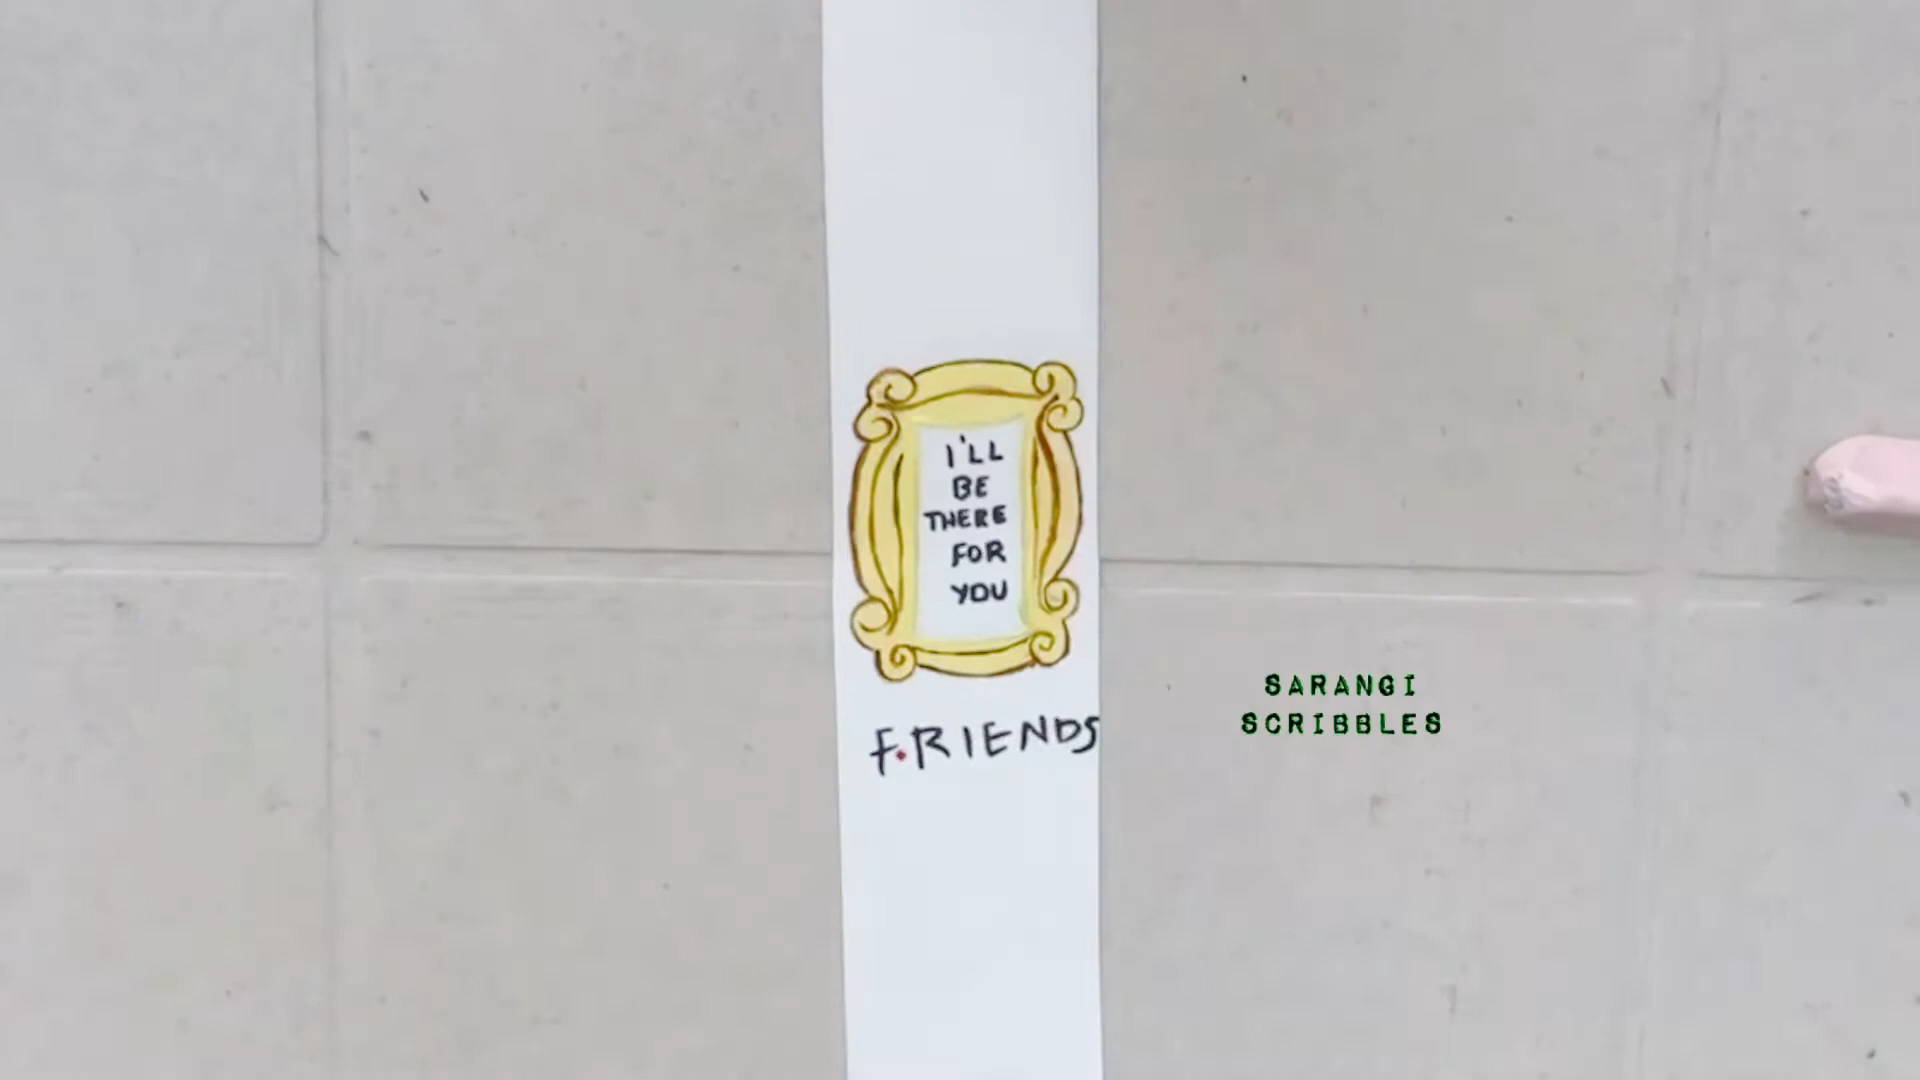 I'LL
BE
THERE
FOR
YOU
F.RIENDS
SARANGI
SCRIBBLES